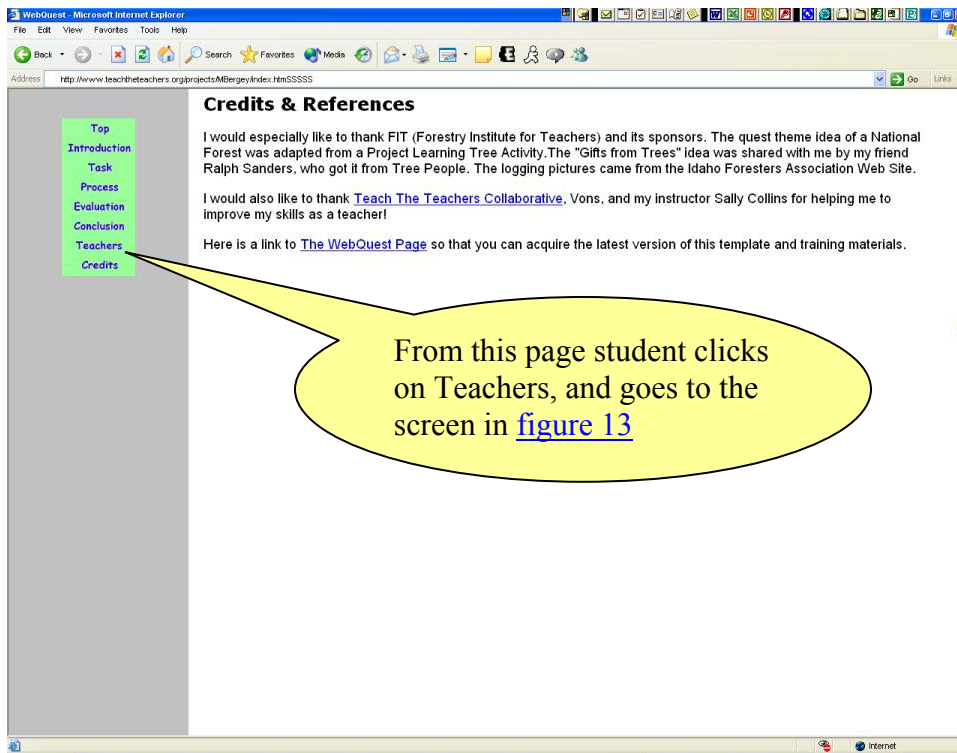 WebQuest - Microsoft Internet Explorer
File Edit View Favorites Tools Help
Back Search Favorites Media
Address http://www.teachtheteachers.org/projects/MBergey/index.htmSSSSS Go Links
Credits & References
Top
Introduction
Task
Process
Evaluation
Conclusion
Teachers
Credits
I would especially like to thank FIT (Forestry Institute for Teachers) and its sponsors. The quest theme idea of a National
Forest was adapted from a Project Learning Tree Activity.The "Gifts from Trees" idea was shared with me by my friend
Ralph Sanders, who got it from Tree People. The logging pictures came from the Idaho Foresters Association Web Site.
I would also like to thank Teach The Teachers Collaborative, Vons, and my instructor Sally Collins for helping me to
improve my skills as a teacher!
Here is a link to The WebQuest Page so that you can acquire the latest version of this template and training materials.
From this page student clicks
on Teachers, and goes to the
screen in figure 13
Internet